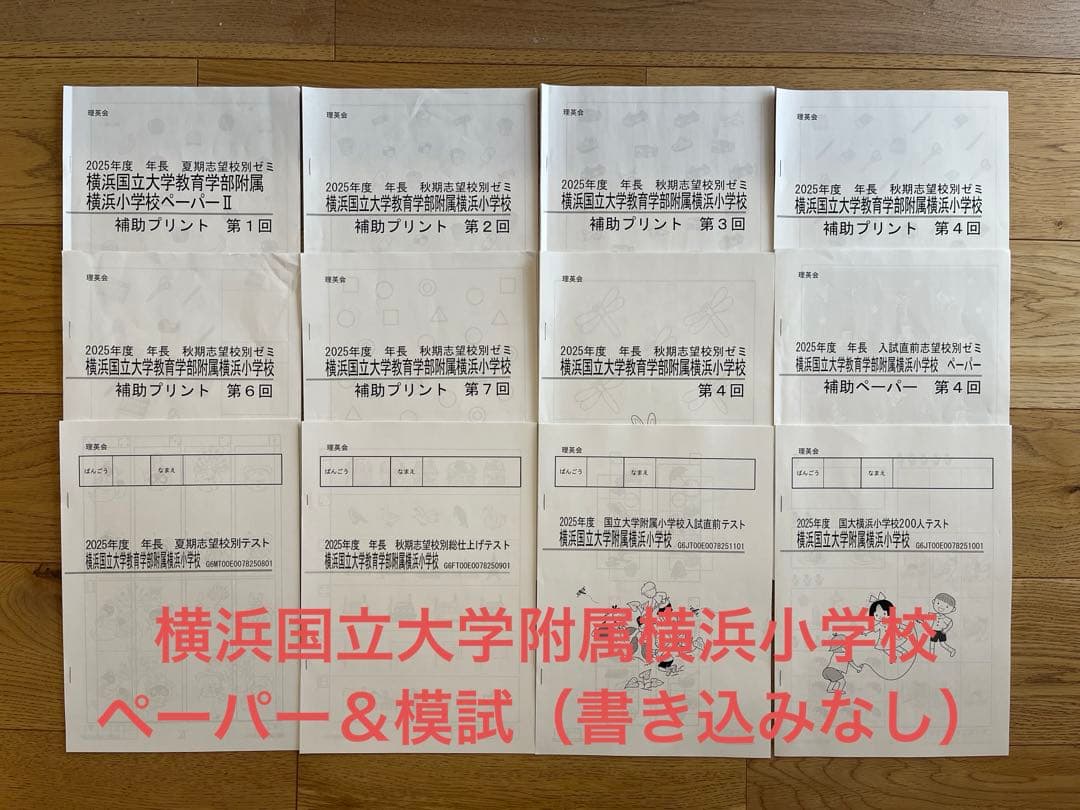 理英会
2025年度　年長　夏期志望校別ゼミ
横浜国立大学教育学部附属
横浜小学校ペーパーⅡ
補助プリント　第１回
理英会
2025年度　年長　秋期志望校別ゼミ
横浜国立大学教育学部附属横浜小学校
補助プリント　第２回
理英会
2025年度　年長　秋期志望校別ゼミ
横浜国立大学教育学部附属横浜小学校
補助プリント　第３回
理英会
2025年度　年長　秋期志望校別ゼミ
横浜国立大学教育学部附属横浜小学校
補助プリント　第４回
理英会
2025年度　年長　秋期志望校別ゼミ
横浜国立大学教育学部附属横浜小学校
補助プリント　第６回
理英会
2025年度　年長　秋期志望校別ゼミ
横浜国立大学教育学部附属横浜小学校
補助プリント　第７回
理英会
2025年度　年長　秋期志望校別ゼミ
横浜国立大学教育学部附属横浜小学校
第４回
理英会
2025年度　年長　入試直前志望校別ゼミ
横浜国立大学教育学部附属横浜小学校　ペーパー
補助ペーパー　第４回
理英会
ばんごう　なまえ
2025年度　年長　夏期志望校別テスト
横浜国立大学教育学部附属横浜小学校 G6MT00E0078250801
理英会
ばんごう　なまえ
2025年度　年長　秋期志望校別総仕上げテスト
横浜国立大学教育学部附属横浜小学校 G6FT00E0078250901
理英会
ばんごう　なまえ
2025年度　国立大学附属小学校入試直前テスト
横浜国立大学附属横浜小学校 G6JT00E0078251101
理英会
ばんごう　なまえ
2025年度　国大横浜小学校200人テスト
横浜国立大学附属横浜小学校 G6JT00E0078251001
横浜国立大学附属横浜小学校
ペーパー＆模試（書き込みなし）